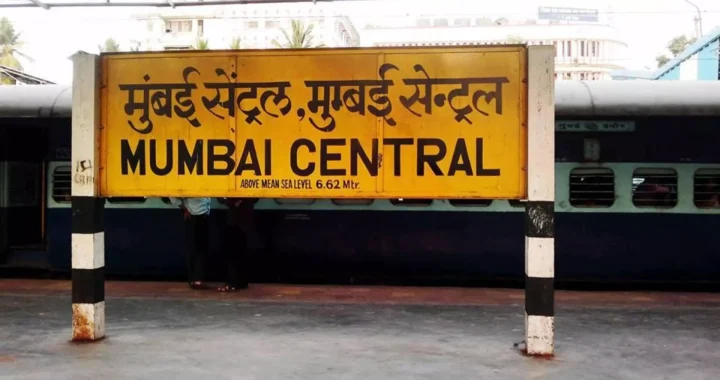 मुंबई सेंट्रल, मुम्बई सेन्ट्रल
MUMBAI CENTRAL
ABOVE MEAN SEA LEVEL 6.62 Mtr.